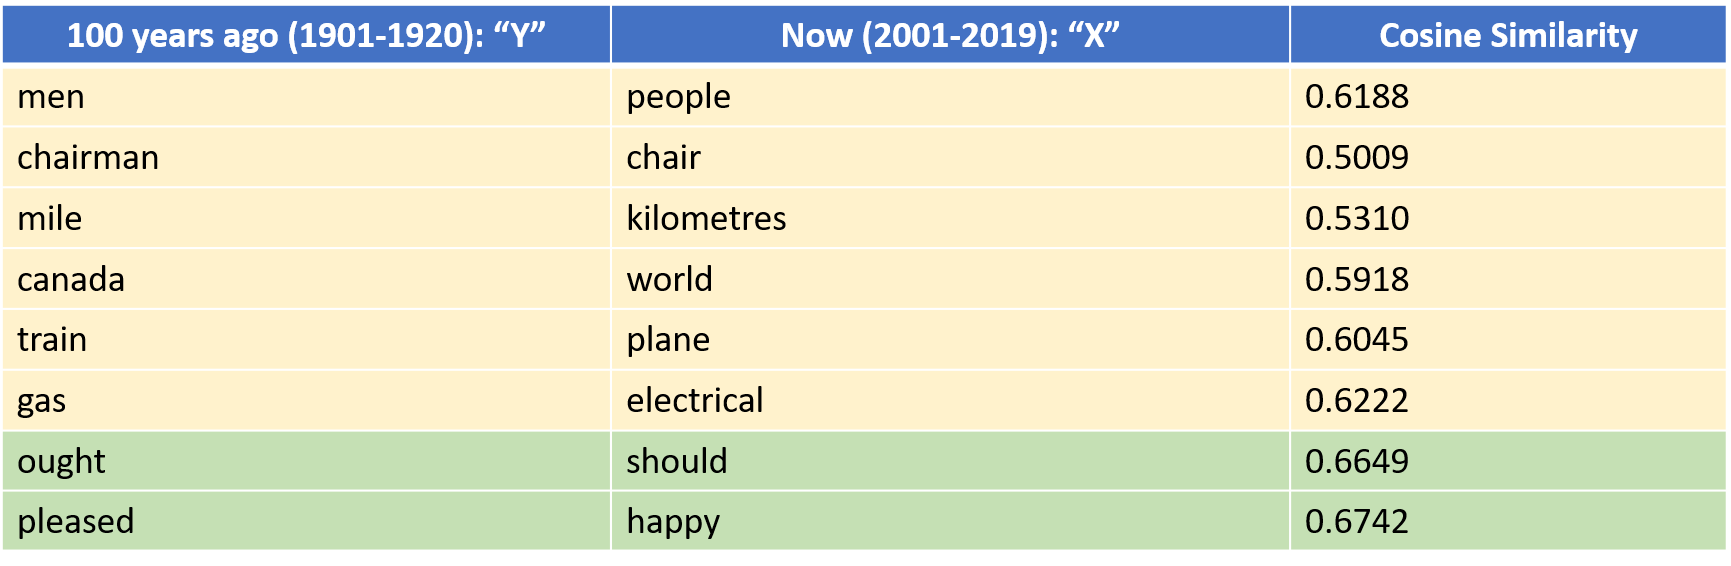 100 years ago (1901-1920): “Y” Now (2001-2019): “X” Cosine Similarity
men people 0.6188
chairman chair 0.5009
mile kilometres 0.5310
canada world 0.5918
train plane 0.6045
gas electrical 0.6222
ought should 0.6649
pleased happy 0.6742